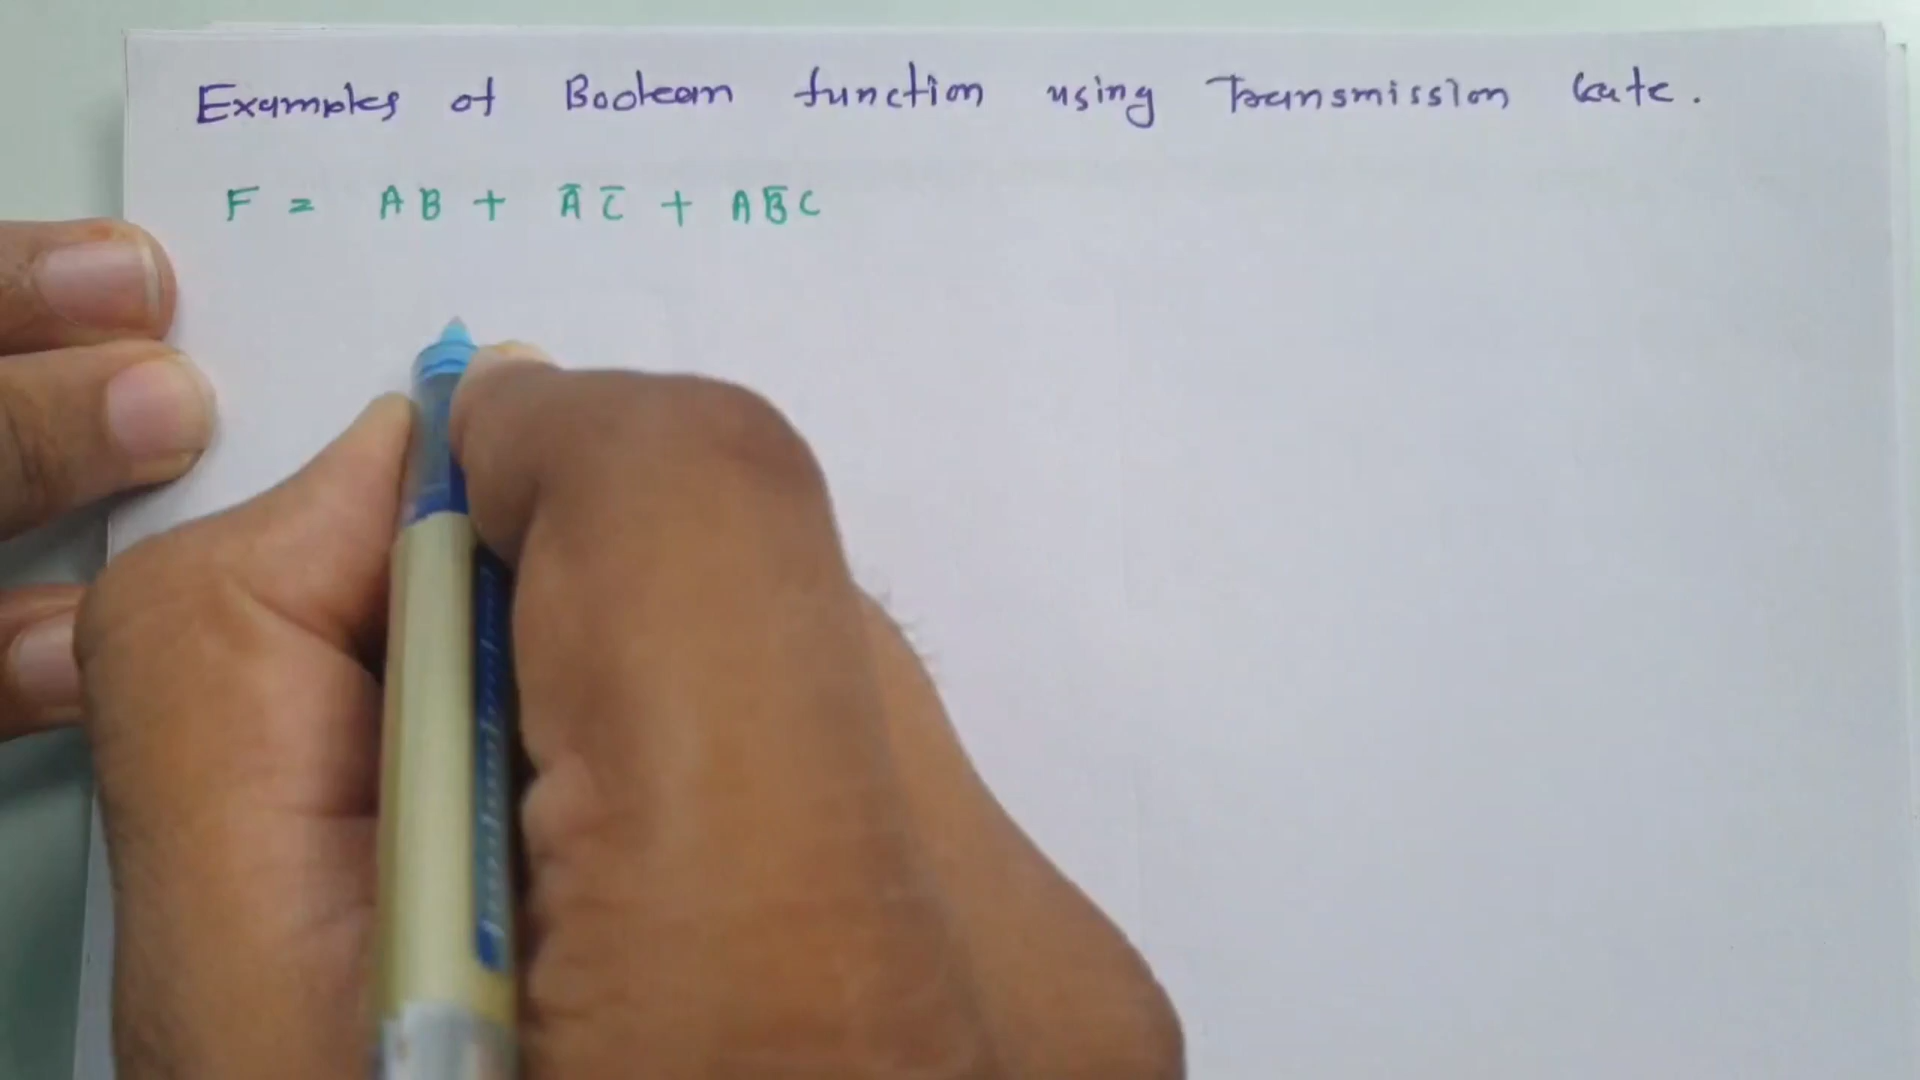 Examples of Boolean function using Transmission Gate.
F = AB + A̅ C̅ + AB̅C